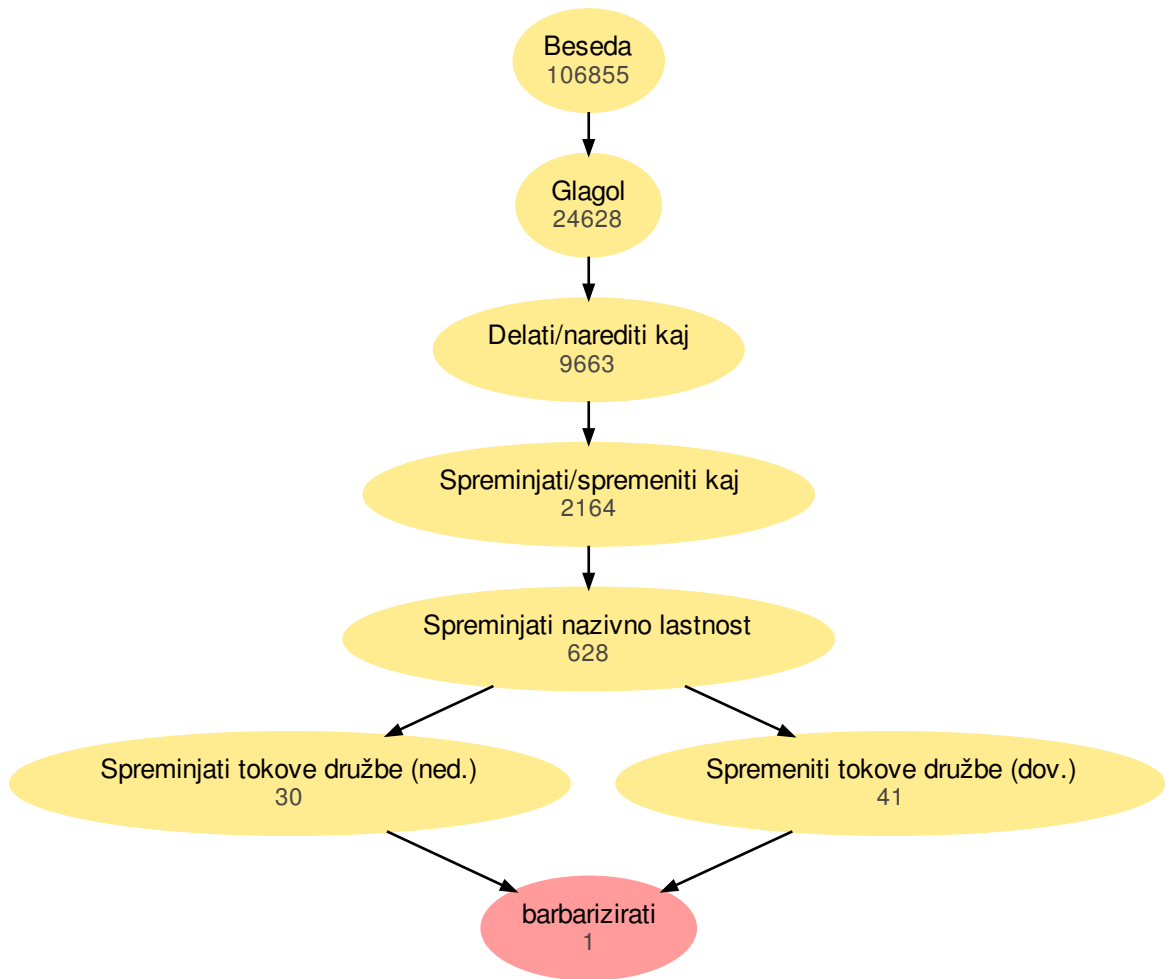 Beseda
106855
Glagol
24628
Delati/narediti kaj
9663
Spreminjati/spremeniti kaj
2164
Spreminjati nazivno lastnost
628
Spreminjati tokove družbe (ned.)
30
Spremeniti tokove družbe (dov.)
41
barbarizirati
1